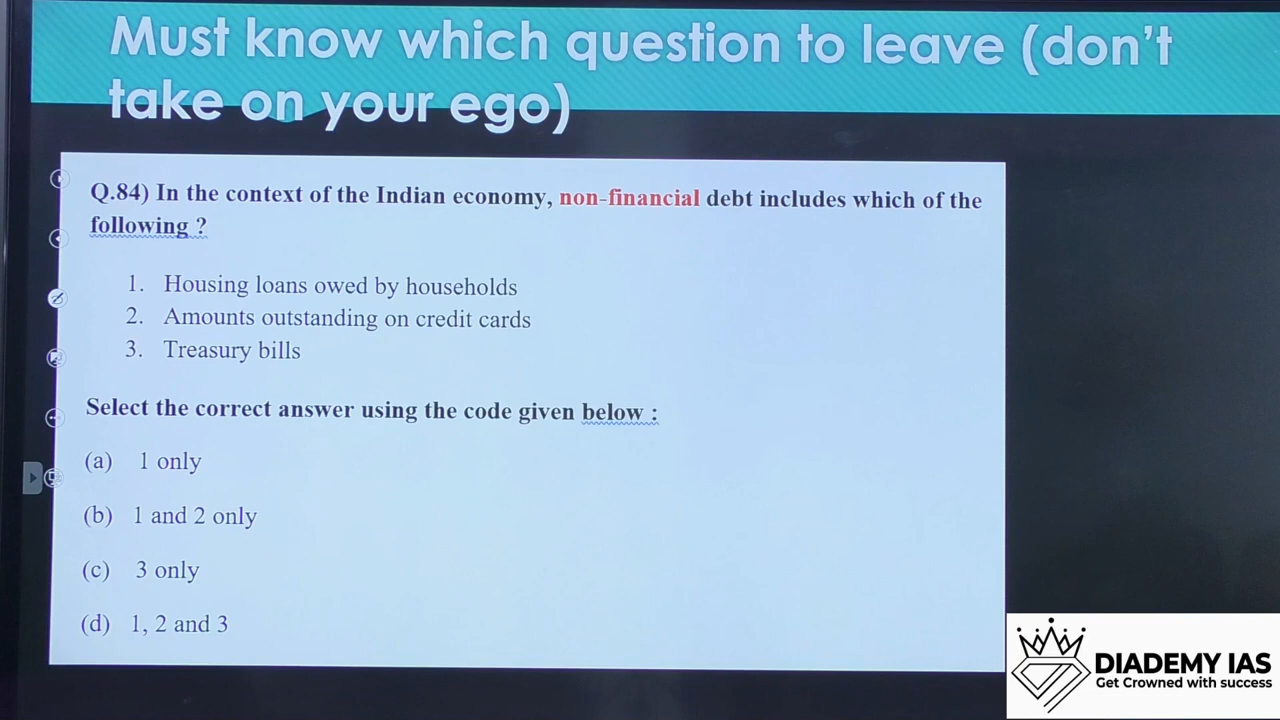 Must know which question to leave (don't
take on your ego)
Q.84) In the context of the Indian economy, non-financial debt includes which of the
following ?
1. Housing loans owed by households
2. Amounts outstanding on credit cards
3. Treasury bills
Select the correct answer using the code given below :
(a) 1 only
(b) 1 and 2 only
(c) 3 only
(d) 1, 2 and 3
DIADEMY IAS
Get Crowned with success